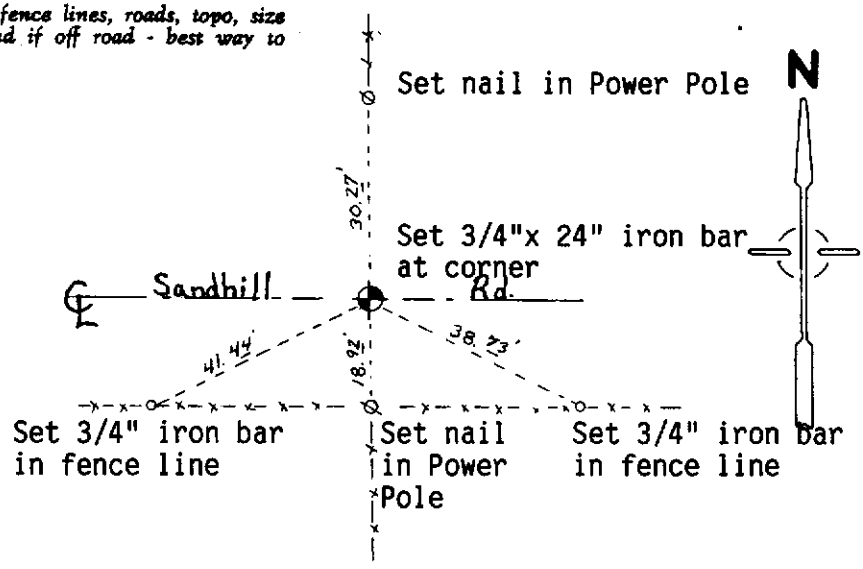 fence lines, roads, topo, size
d if off road - best way to
Set nail in Power Pole
N
30.27'
Set 3/4"x 24" iron bar
at corner
℄ Sandhill Rd.
41.44'
18.92'
38.73'
Set 3/4" iron bar
in fence line
Set nail
in Power
Pole
Set 3/4" iron bar
in fence line